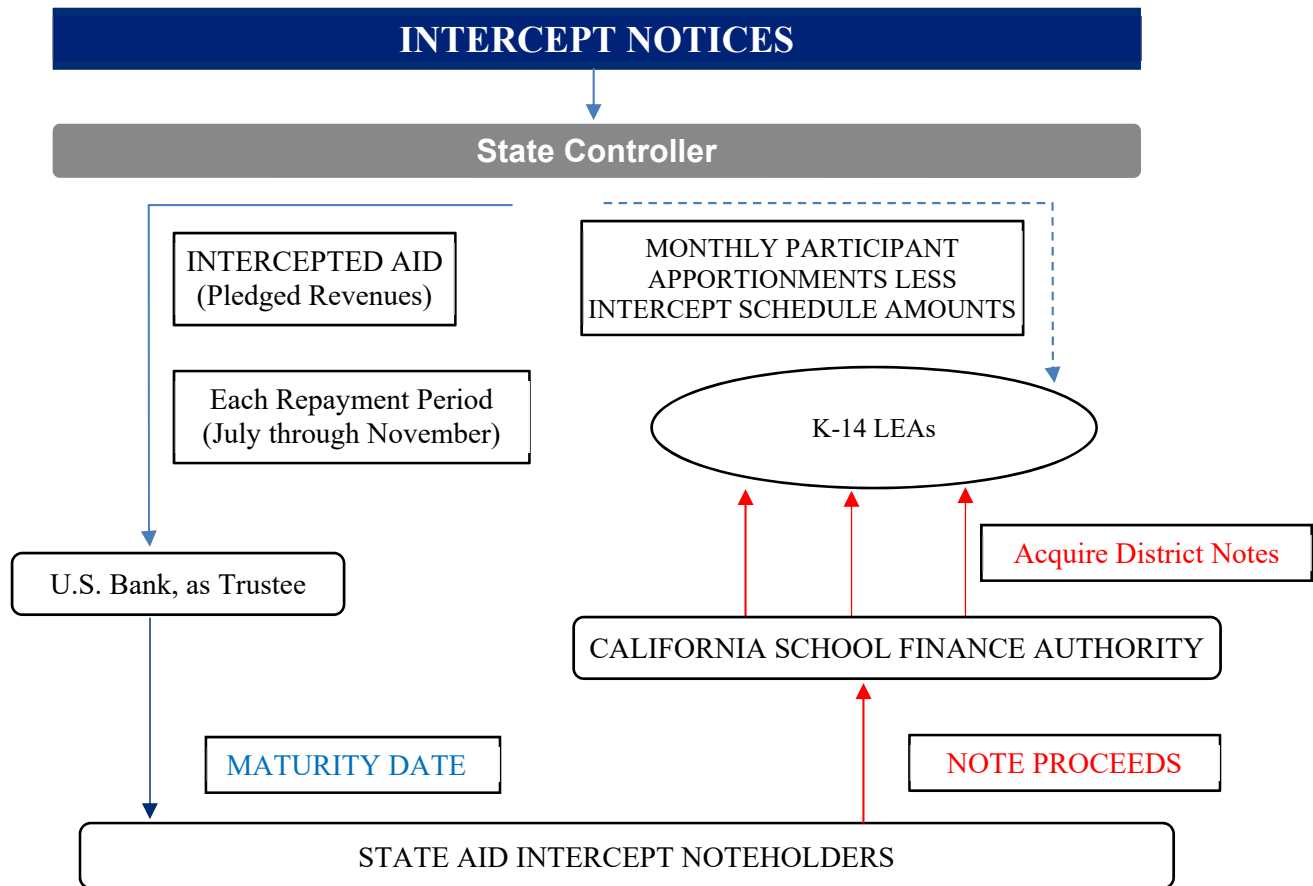 INTERCEPT NOTICES
State Controller
INTERCEPTED AID
(Pledged Revenues)
MONTHLY PARTICIPANT
APPORTIONMENTS LESS
INTERCEPT SCHEDULE AMOUNTS
Each Repayment Period
(July through November)
K-14 LEAs
U.S. Bank, as Trustee
Acquire District Notes
CALIFORNIA SCHOOL FINANCE AUTHORITY
MATURITY DATE
NOTE PROCEEDS
STATE AID INTERCEPT NOTEHOLDERS